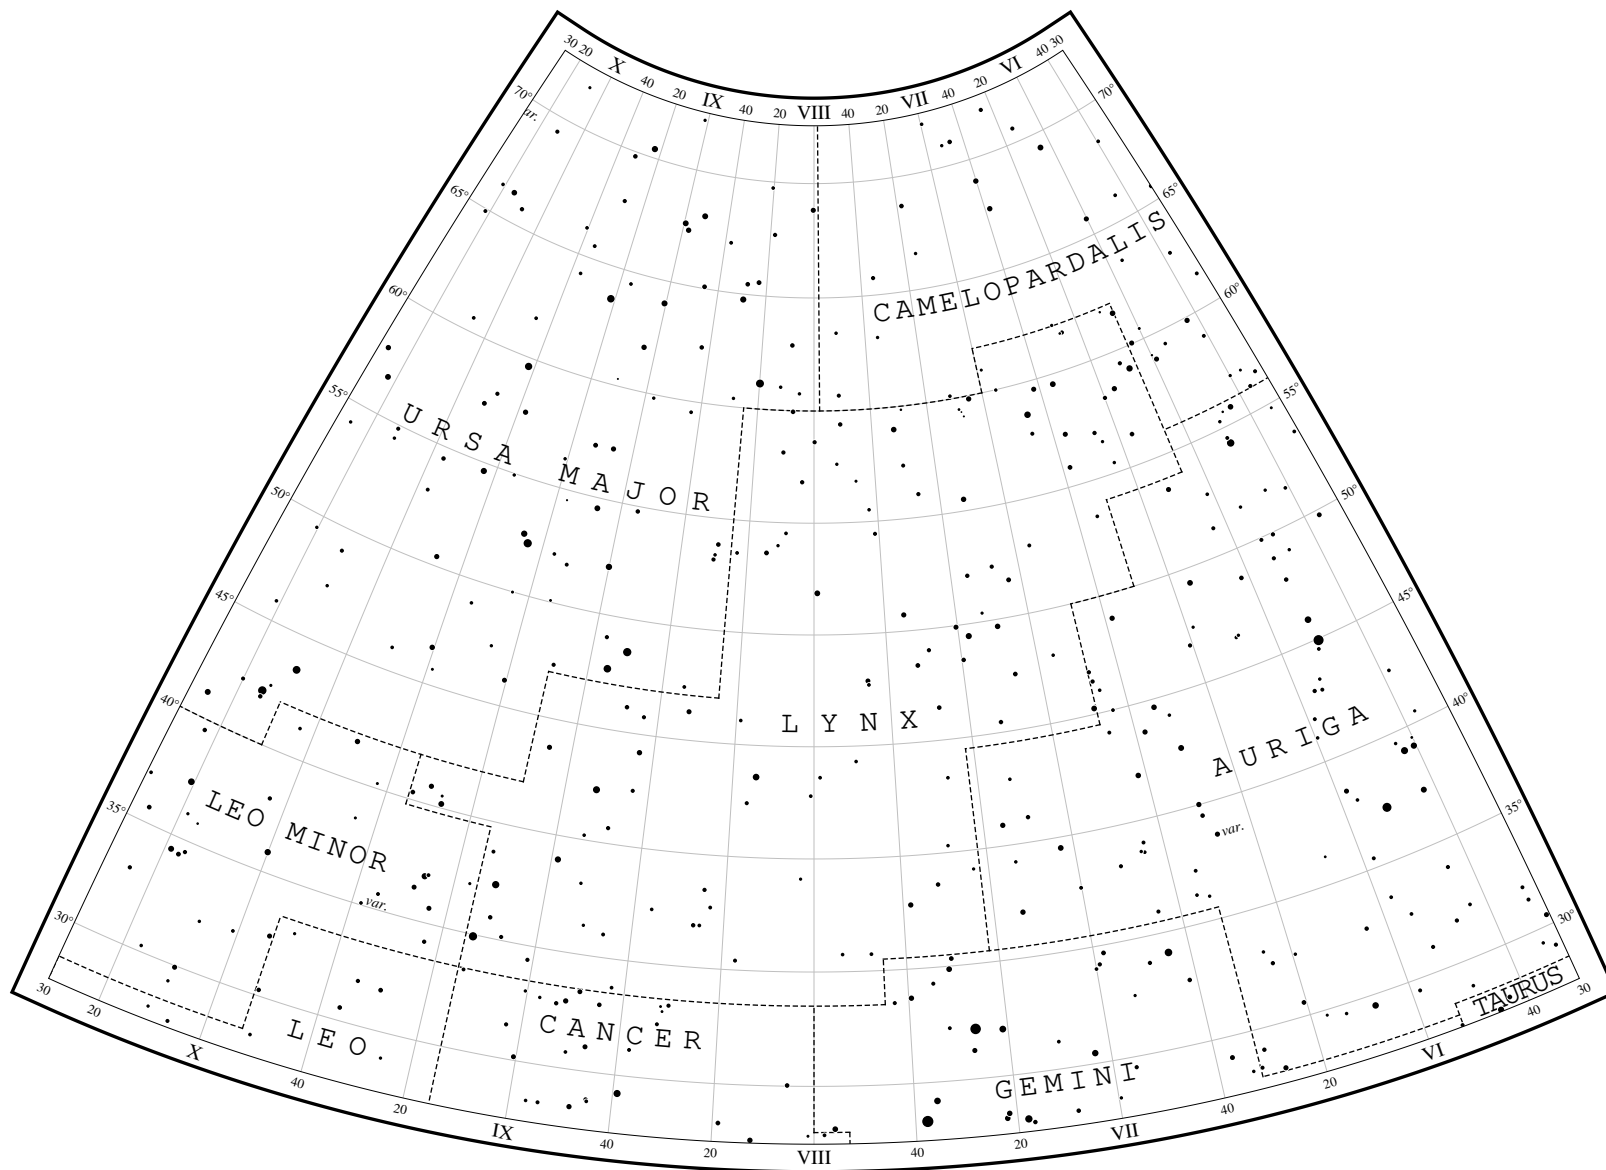 30 20 X 40 20 IX 40 20 VIII 40 20 VII 40 20 VI 40 30
70° 70°
ar.
65° 65°
CAMELOPARDALIS
60° 60°
55° 55°
URSA MAJOR
50° 50°
45° 45°
40° 40°
LYNX
AURIGA
35° 35°
LEO MINOR
var.
var.
30° 30°
TAURUS
LEO
CANCER
GEMINI
30 20 X 40 20 IX 40 20 VIII 40 20 VII 40 20 VI 40 30